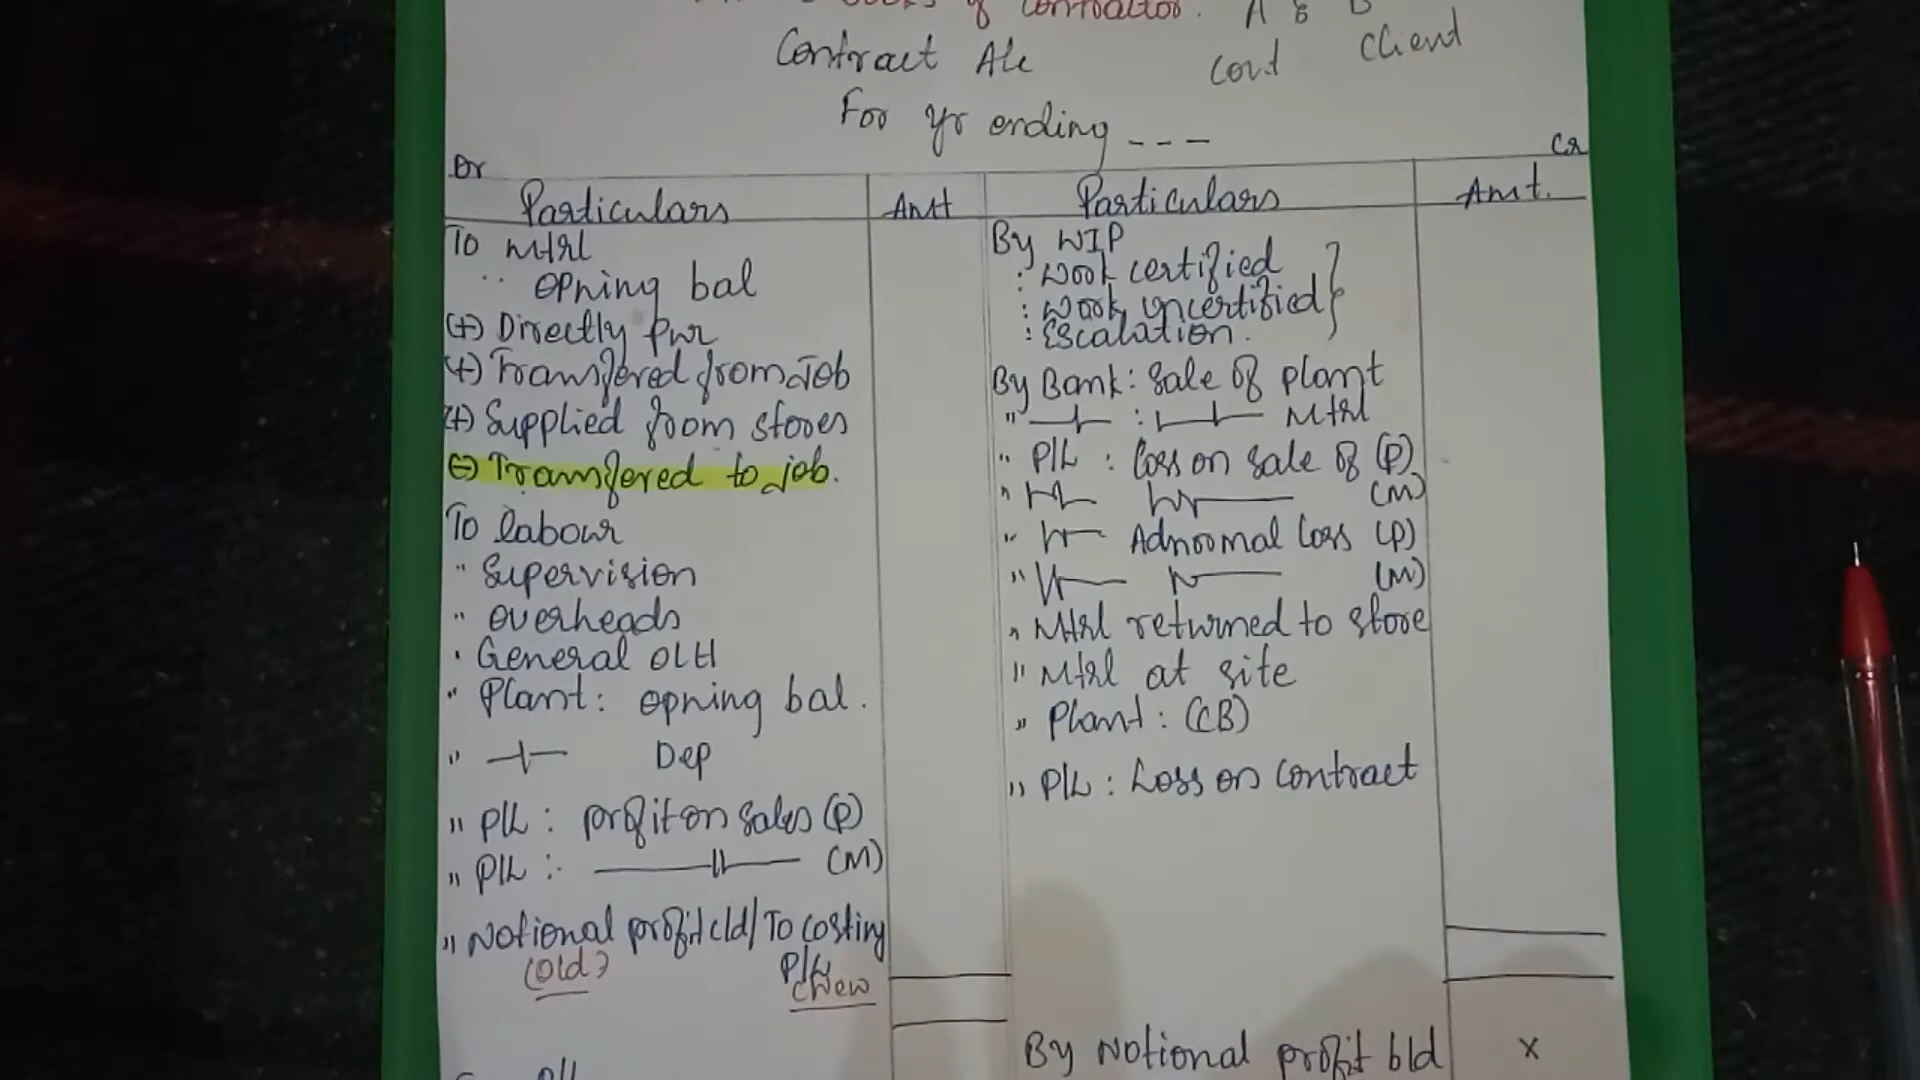 books of contractor. A & B
Contract A/c Cont Client
For yr ending ---
Dr Cr
Particulars Amt Particulars Amt.
To Mtrl
opning bal
(+) Directly Pur
(+) Transfered from Job
(+) Supplied from stores
(-) Transfered to job.
To labour
" Supervision
" overheads
" General O/H
" Plant: opning bal.
" Dep
" P/L: profit on sales (P)
" P/L: (M)
" Notional profit c/d / To costing
(Old) P/L
(New
By WIP
: Work certified
: Work uncertified
: Escalation.
By Bank: Sale of plant
" : Mtrl
" P/L: loss on sale of (P)
" (M)
" Adnormal loss (P)
" (M)
" Mtrl returned to store
" Mtrl at site
" Plant: (CB)
" P/L: Loss on contract
By Notional profit b/d x